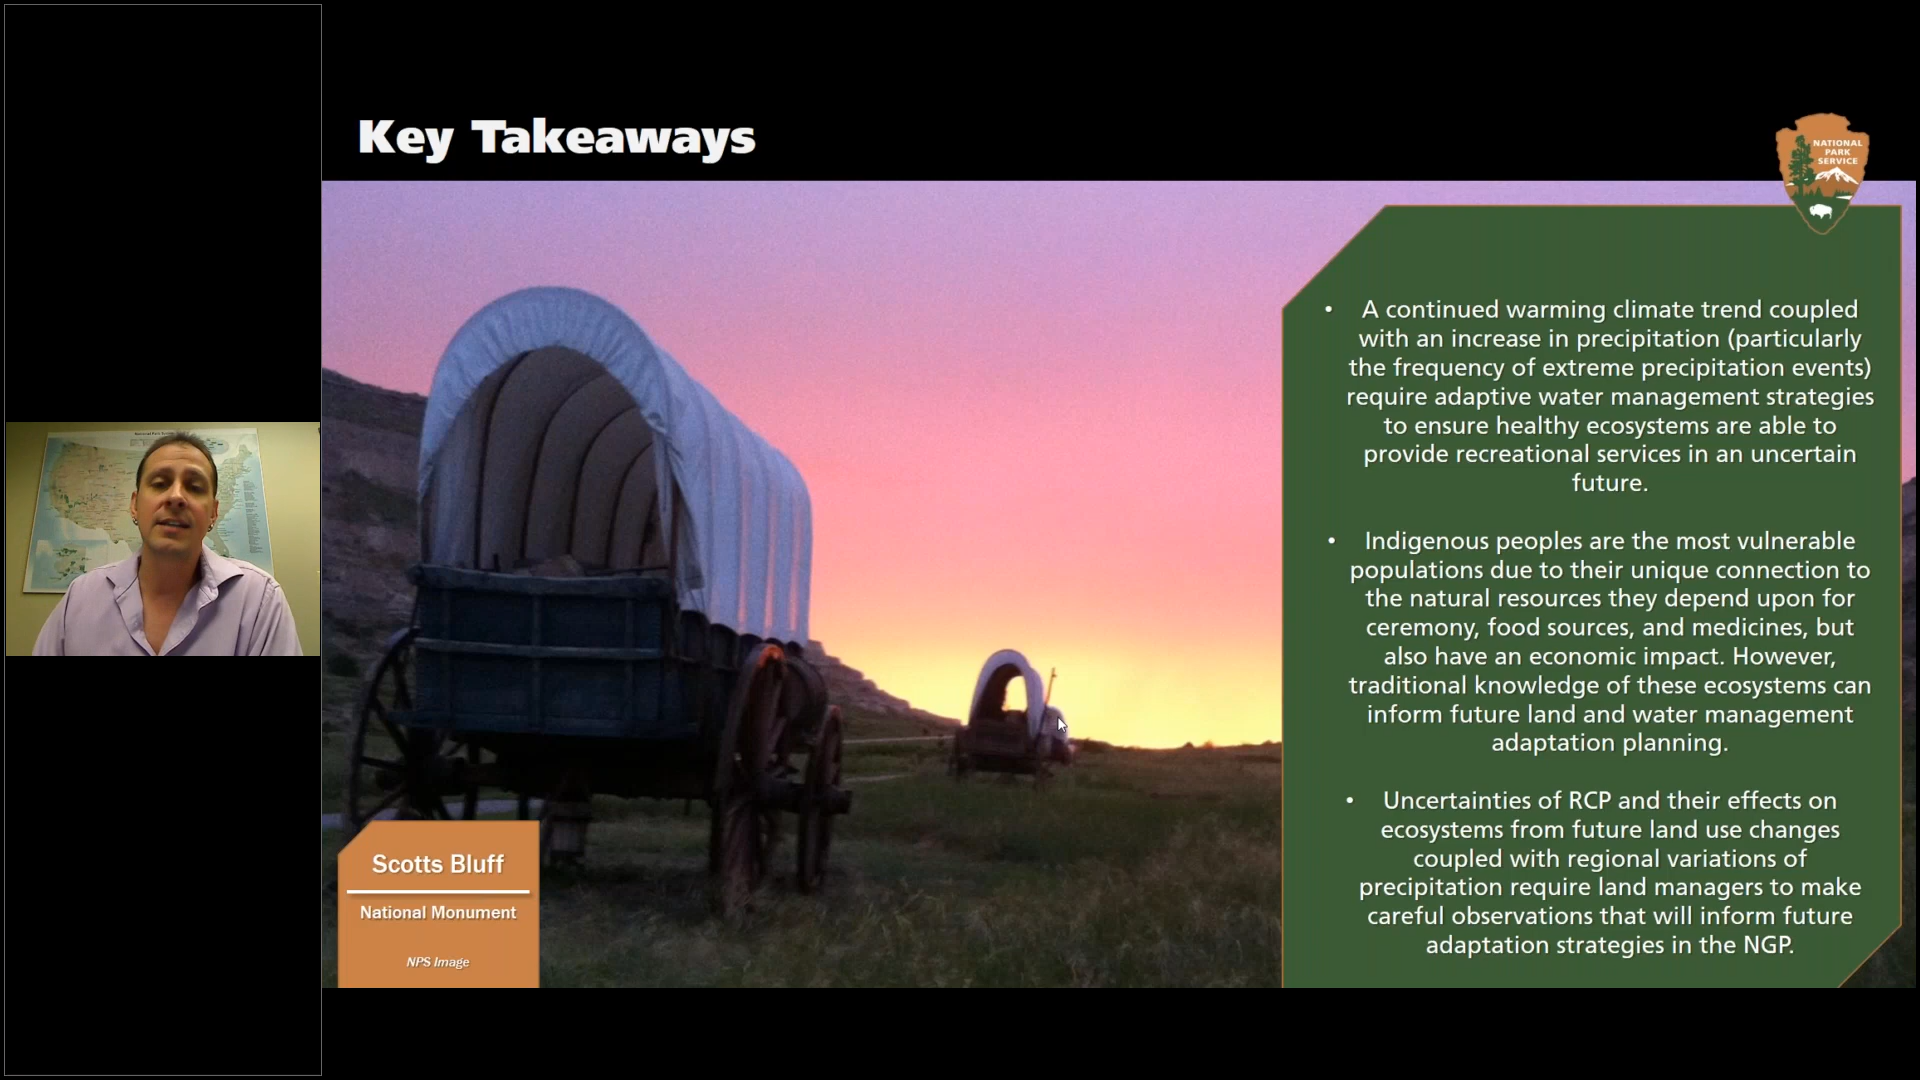 Key Takeaways
NATIONAL
PARK
SERVICE
• A continued warming climate trend coupled
with an increase in precipitation (particularly
the frequency of extreme precipitation events)
require adaptive water management strategies
to ensure healthy ecosystems are able to
provide recreational services in an uncertain
future.
• Indigenous peoples are the most vulnerable
populations due to their unique connection to
the natural resources they depend upon for
ceremony, food sources, and medicines, but
also have an economic impact. However,
traditional knowledge of these ecosystems can
inform future land and water management
adaptation planning.
• Uncertainties of RCP and their effects on
ecosystems from future land use changes
coupled with regional variations of
precipitation require land managers to make
careful observations that will inform future
adaptation strategies in the NGP.
Scotts Bluff
National Monument
NPS Image